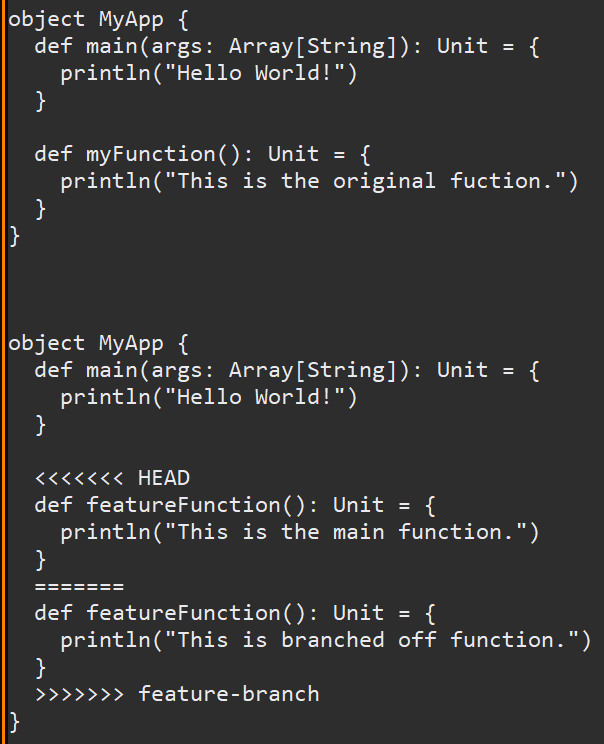 object MyApp {
  def main(args: Array[String]): Unit = {
    println("Hello World!")
  }

  def myFunction(): Unit = {
    println("This is the original fuction.")
  }
}

object MyApp {
  def main(args: Array[String]): Unit = {
    println("Hello World!")
  }

  <<<<<<< HEAD
  def featureFunction(): Unit = {
    println("This is the main function.")
  }
  =======
  def featureFunction(): Unit = {
    println("This is branched off function.")
  }
  >>>>>>> feature-branch
}